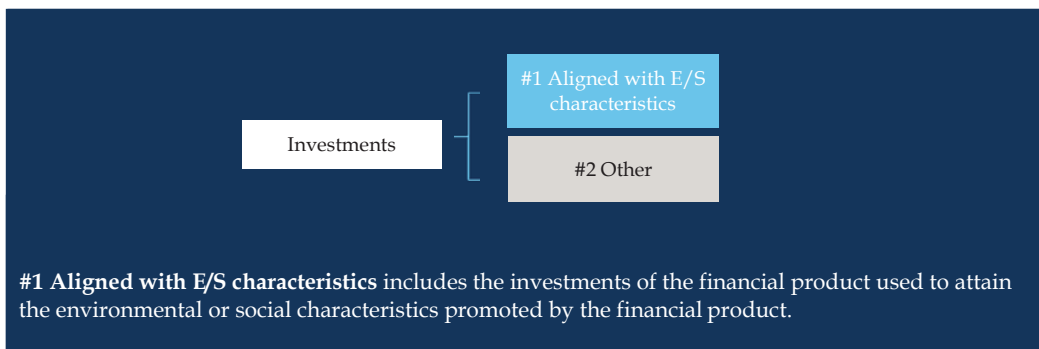 #1 Aligned with E/S
characteristics
Investments
#2 Other
#1 Aligned with E/S characteristics includes the investments of the financial product used to attain
the environmental or social characteristics promoted by the financial product.